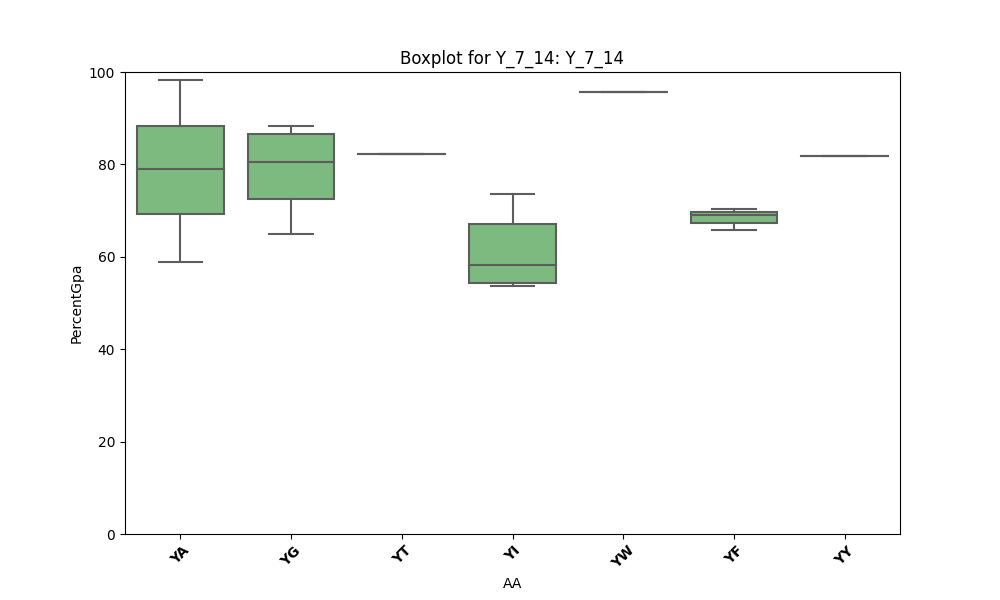 Boxplot for Y_7_14: Y_7_14
PercentGpa
100
80
60
40
20
0
YA
YG
YT
YI
YW
YF
YY
AA